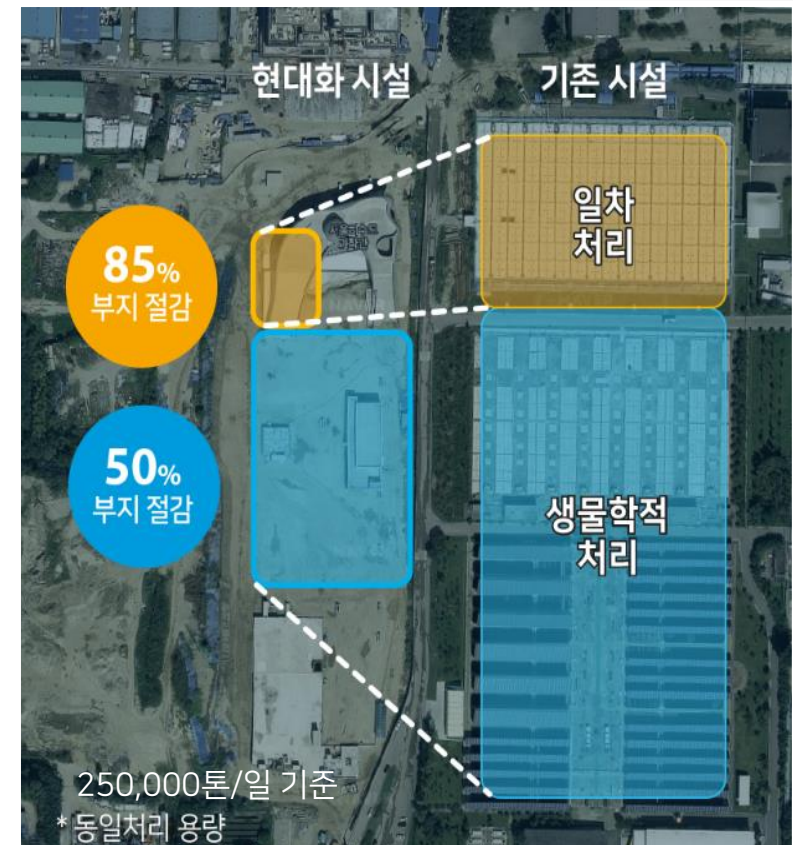 현대화 시설
기존 시설
일차
처리
85%
부지 절감
50%
부지 절감
생물학적
처리
250,000톤/일 기준
* 동일처리 용량